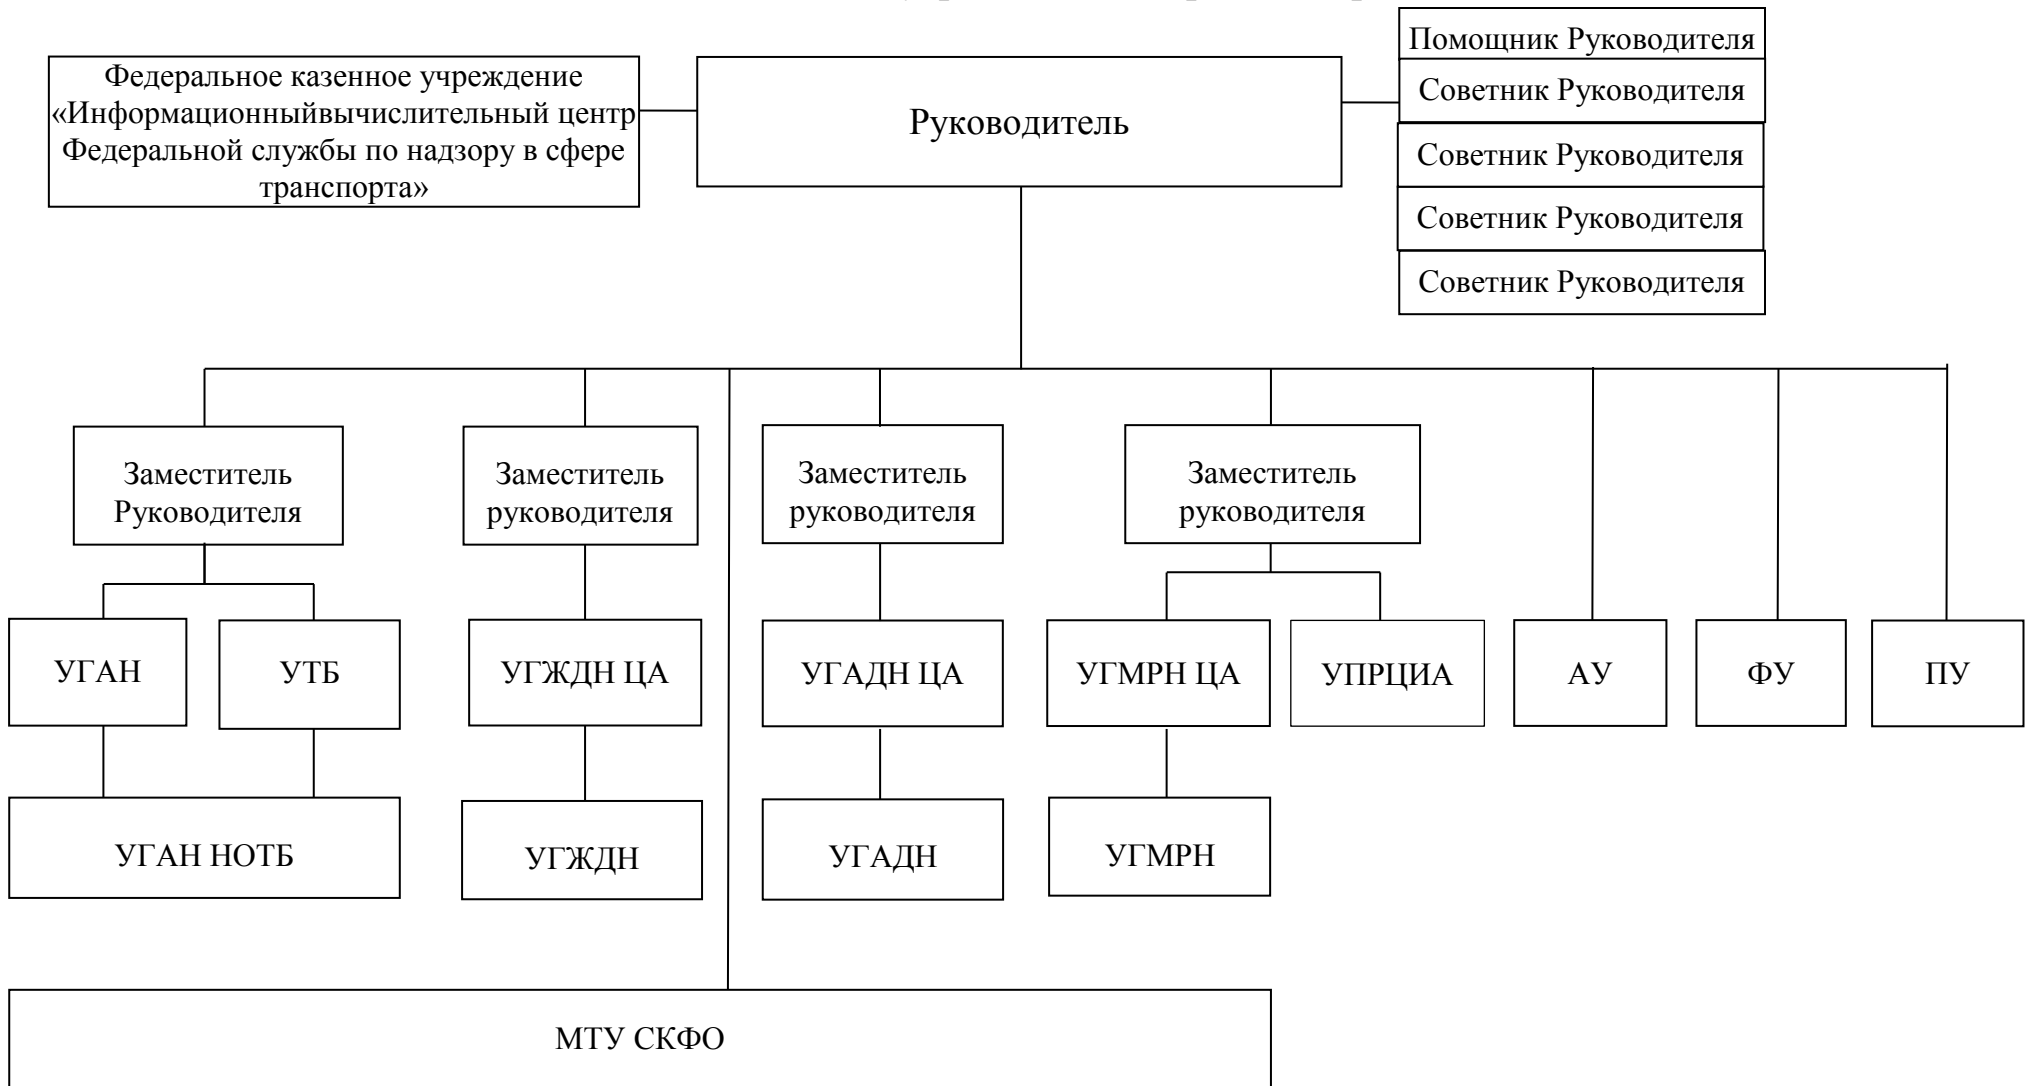 Помощник Руководителя
Федеральное казенное учреждение
«Информационныйвычислительный центр
Федеральной службы по надзору в сфере
транспорта»
Руководитель
Советник Руководителя
Советник Руководителя
Советник Руководителя
Советник Руководителя
Заместитель
Руководителя
Заместитель
руководителя
Заместитель
руководителя
Заместитель
руководителя
УГАН
УТБ
УГЖДН ЦА
УГАДН ЦА
УГМРН ЦА
УПРЦИА
АУ
ФУ
ПУ
УГАН НОТБ
УГЖДН
УГАДН
УГМРН
МТУ СКФО